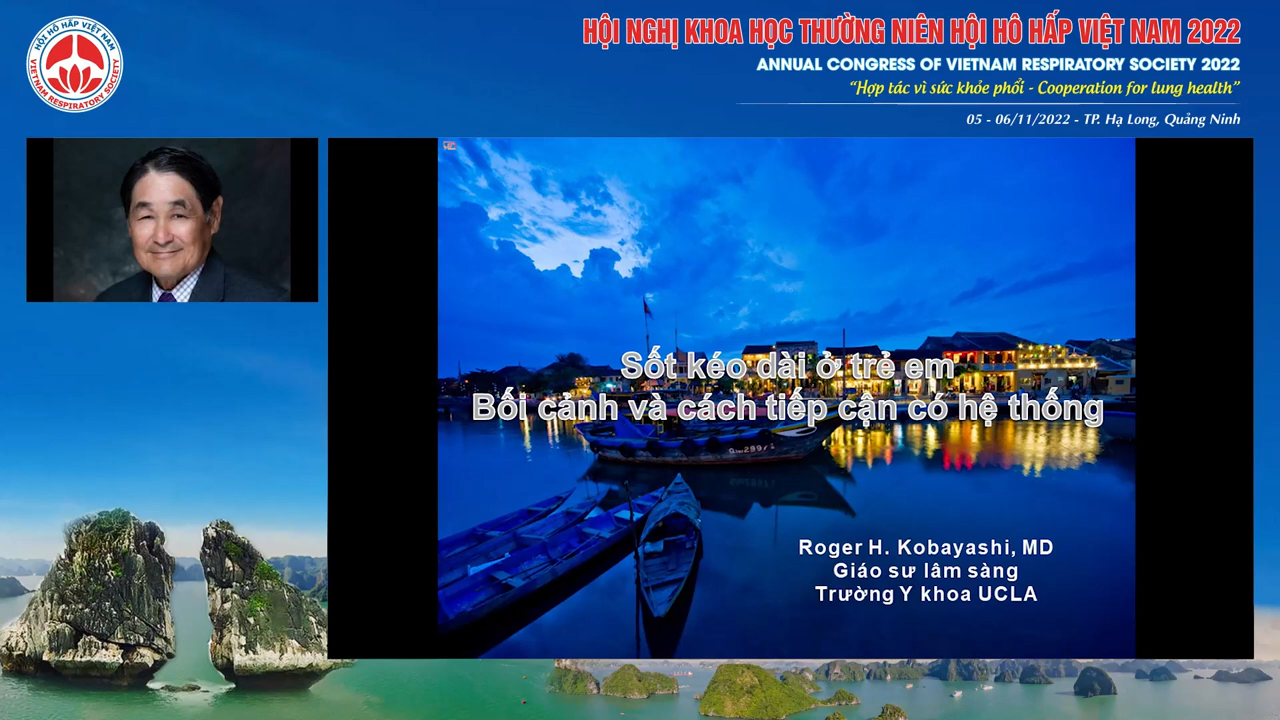 HỘI HÔ HẤP VIỆT NAM
VIETNAM RESPIRATORY SOCIETY
HỘI NGHỊ KHOA HỌC THƯỜNG NIÊN HỘI HÔ HẤP VIỆT NAM 2022
ANNUAL CONGRESS OF VIETNAM RESPIRATORY SOCIETY 2022
“Hợp tác vì sức khỏe phổi - Cooperation for lung health”
05 - 06/11/2022 - TP. Hạ Long, Quảng Ninh
Sốt kéo dài ở trẻ em
Bối cảnh và cách tiếp cận có hệ thống
Roger H. Kobayashi, MD
Giáo sư lâm sàng
Trường Y khoa UCLA